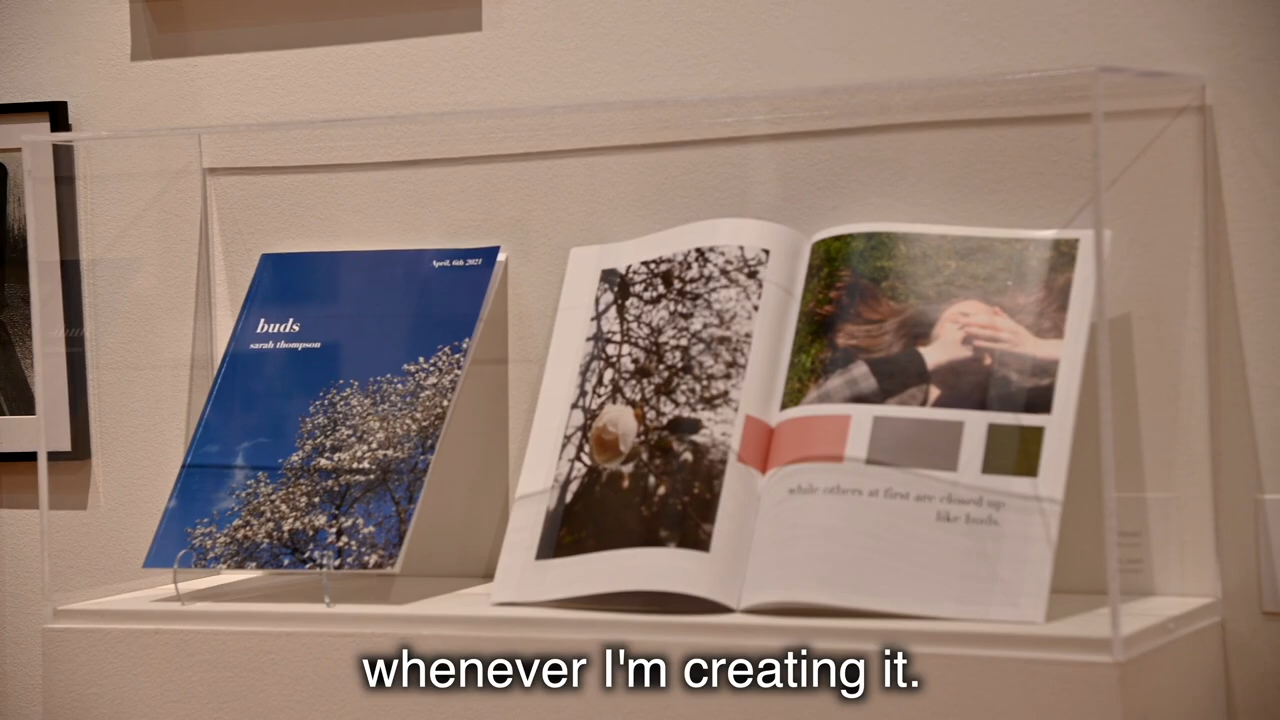 April, 6th 2021
buds
sarah thompson
while others at first are closed up
like buds.
whenever I'm creating it.